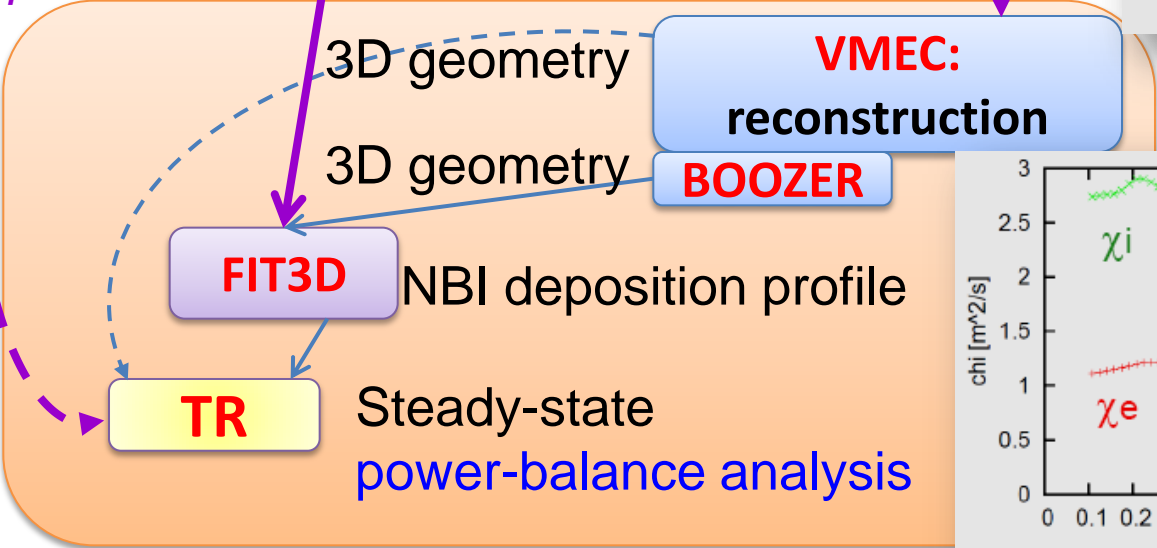 3D geometry
VMEC:
reconstruction
3D geometry
BOOZER
FIT3D
NBI deposition profile
TR
Steady-state
power-balance analysis
3
2.5
2
1.5
1
0.5
0
chi [m^2/s]
χi
χe
0 0.1 0.2